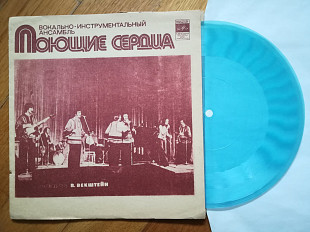 ВОКАЛЬНО-ИНСТРУМЕНТАЛЬНЫЙ
АНСАМБЛЬ
ПОЮЩИЕ СЕРДЦА
В. ВЕКШТЕЙН